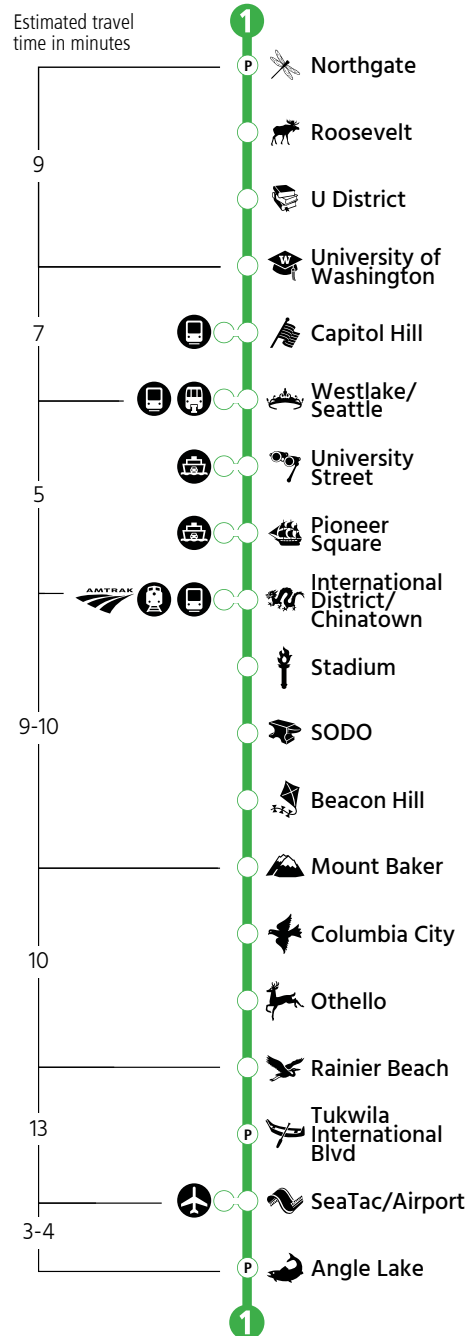 Estimated travel
time in minutes
1
P
Northgate
Roosevelt
9
U District
University of
Washington
W
7
Capitol Hill
Westlake/
Seattle
University
Street
5
Pioneer
Square
AMTRAK
International
District/
Chinatown
Stadium
9-10
SODO
Beacon Hill
Mount Baker
Columbia City
10
Othello
Rainier Beach
13
P
Tukwila
International
Blvd
SeaTac/Airport
3-4
P
Angle Lake
1